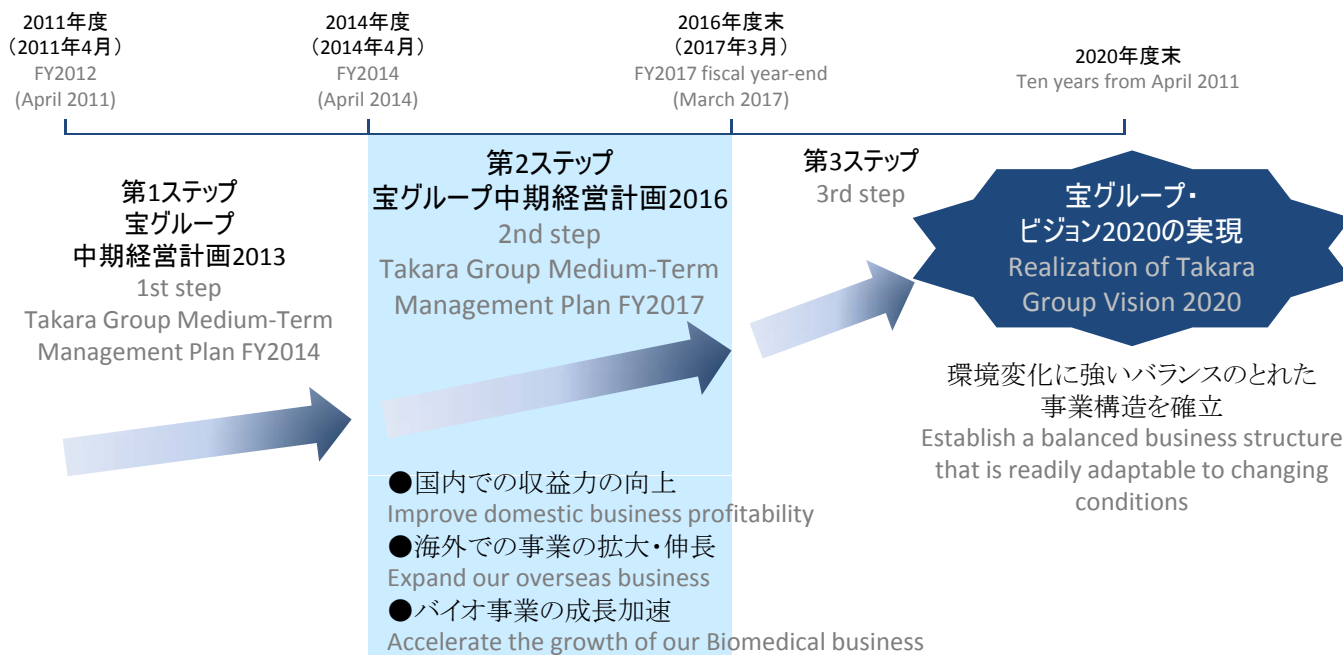 2011年度
（2011年4月）
FY2012
(April 2011)
2014年度
（2014年4月）
FY2014
(April 2014)
2016年度末
（2017年3月）
FY2017 fiscal year-end
(March 2017)
2020年度末
Ten years from April 2011
第1ステップ
宝グループ
中期経営計画2013
1st step
Takara Group Medium-Term
Management Plan FY2014
第2ステップ
宝グループ中期経営計画2016
2nd step
Takara Group Medium-Term
Management Plan FY2017
第3ステップ
3rd step
宝グループ・
ビジョン2020の実現
Realization of Takara
Group Vision 2020
環境変化に強いバランスのとれた
事業構造を確立
Establish a balanced business structure
that is readily adaptable to changing
conditions
●国内での収益力の向上
Improve domestic business profitability
●海外での事業の拡大・伸長
Expand our overseas business
●バイオ事業の成長加速
Accelerate the growth of our Biomedical business